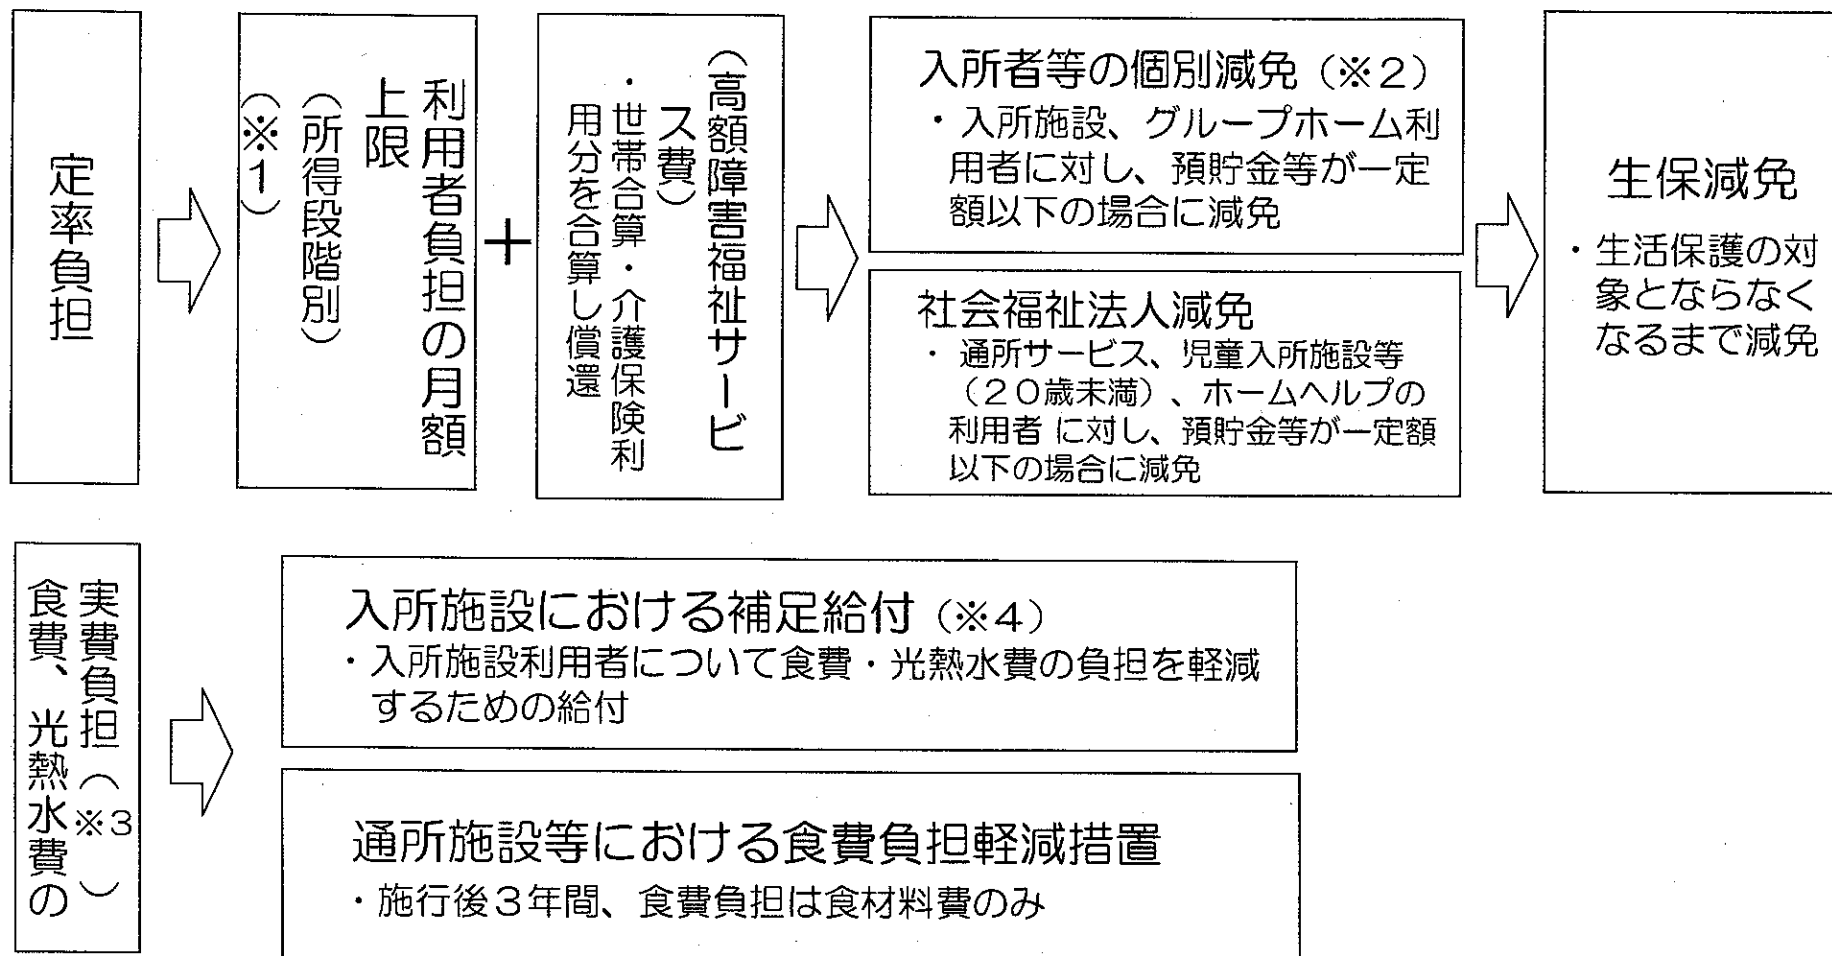 定率負担
利用者負担の月額
上限
(所得段階別)
(※1)
＋
(高額障害福祉サービ
ス費)
・世帯合算・介護保険利
用分を合算し償還
入所者等の個別減免（※２）
・入所施設、グループホーム利
用者に対し、預貯金等が一定
額以下の場合に減免
社会福祉法人減免
・通所サービス、児童入所施設等
（２０歳未満）、ホームヘルプの
利用者 に対し、預貯金等が一定額
以下の場合に減免
生保減免
・生活保護の対
象とならなく
なるまで減免
食費、光熱水費の
実費負担（※3）
入所施設における補足給付（※４）
・入所施設利用者について食費・光熱水費の負担を軽減
するための給付
通所施設等における食費負担軽減措置
・施行後３年間、食費負担は食材料費のみ